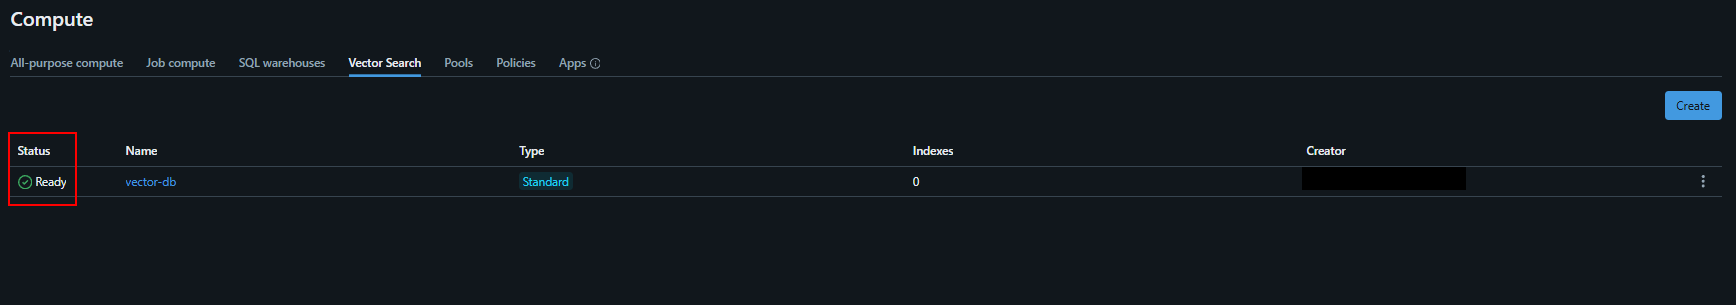 Compute
All-purpose compute Job compute SQL warehouses Vector Search Pools Policies Apps
Create
Status Name Type Indexes Creator
Ready vector-db Standard 0